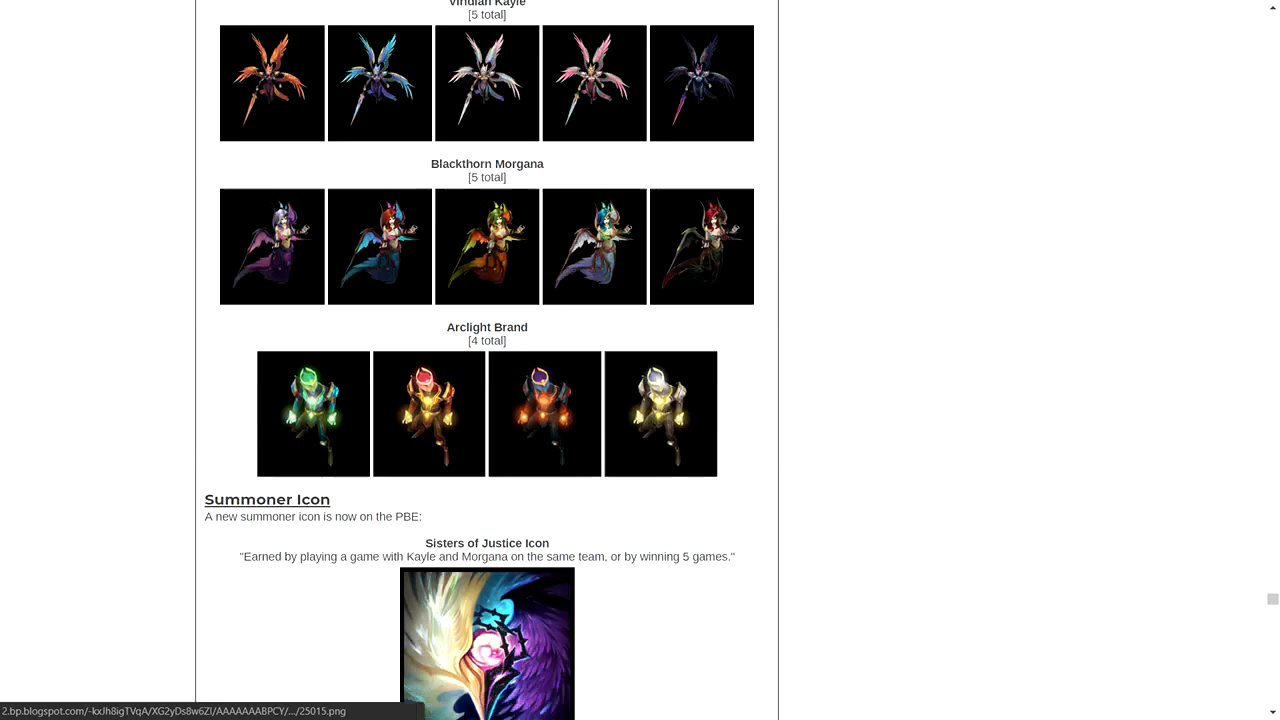 Viridian Kayle
[5 total]
Blackthorn Morgana
[5 total]
Arclight Brand
[4 total]
Summoner Icon
A new summoner icon is now on the PBE:
Sisters of Justice Icon
"Earned by playing a game with Kayle and Morgana on the same team, or by winning 5 games."
2.bp.blogspot.com/-kxJh8igTVqA/XG2yDs8w6ZI/AAAAAAABPCY/.../25015.png